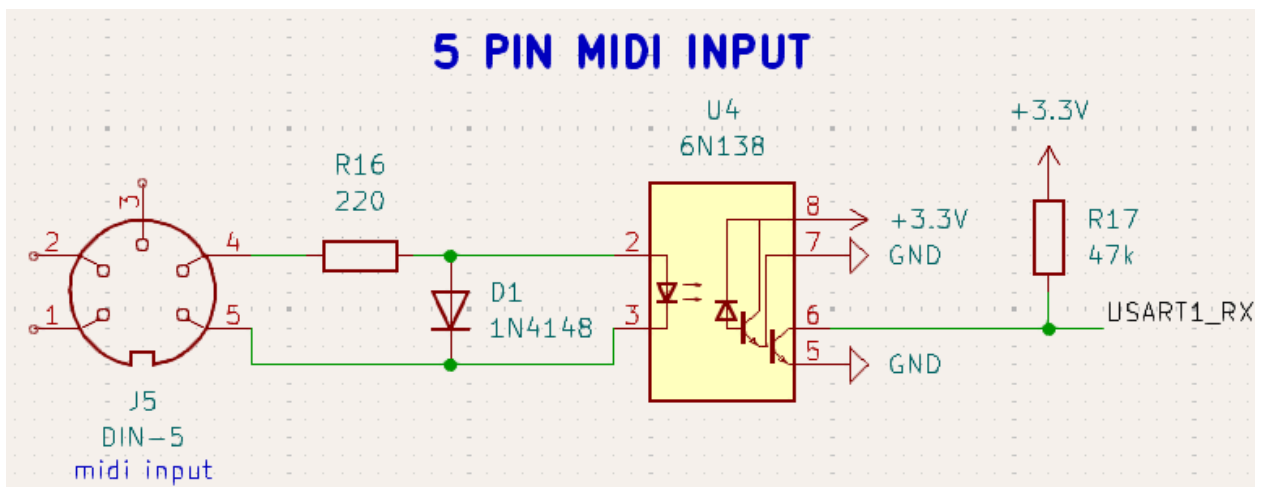 5 PIN MIDI INPUT
U4
6N138
+3.3V
R16
220
3
2
4
1
5
J5
DIN-5
midi input
D1
1N4148
2
3
8
+3.3V
7
GND
6
5
GND
R17
47k
USART1_RX